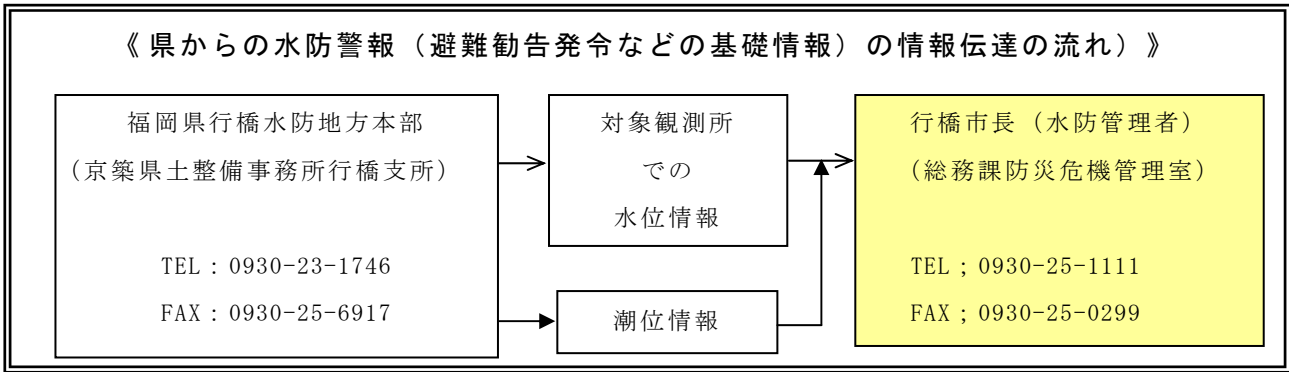 《県からの水防警報（避難勧告発令などの基礎情報）の情報伝達の流れ）》
福岡県行橋水防地方本部
（京築県土整備事務所行橋支所）
TEL：0930-23-1746
FAX：0930-25-6917
対象観測所
での
水位情報
潮位情報
行橋市長（水防管理者）
（総務課防災危機管理室）
TEL；0930-25-1111
FAX；0930-25-0299